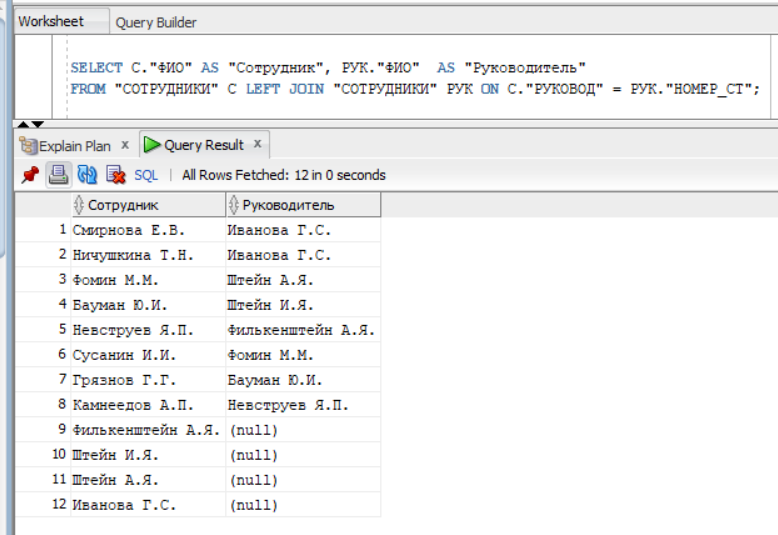 Worksheet Query Builder
SELECT С."ФИО" AS "Сотрудник", РУК."ФИО" AS "Руководитель"
FROM "СОТРУДНИКИ" С LEFT JOIN "СОТРУДНИКИ" РУК ON С."РУКОВОД" = РУК."НОМЕР_СТ";
Explain Plan x Query Result x
SQL | All Rows Fetched: 12 in 0 seconds
Сотрудник Руководитель
1 Смирнова Е.В. Иванова Г.С.
2 Ничушкина Т.Н. Иванова Г.С.
3 Фомин М.М. Штейн А.Я.
4 Бауман Ю.И. Штейн И.Я.
5 Невструев Я.П. Филькенштейн А.Я.
6 Сусанин И.И. Фомин М.М.
7 Грязнов Г.Г. Бауман Ю.И.
8 Камнеедов А.П. Невструев Я.П.
9 Филькенштейн А.Я. (null)
10 Штейн И.Я. (null)
11 Штейн А.Я. (null)
12 Иванова Г.С. (null)